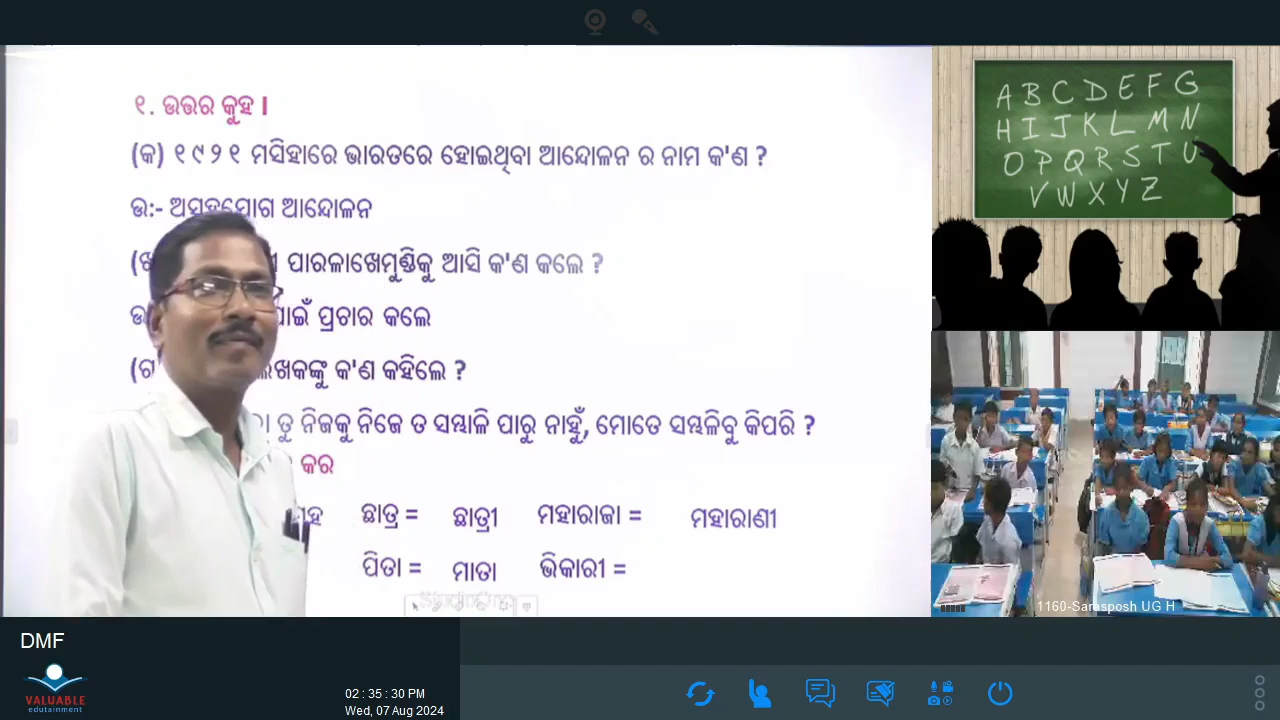 ୧. ଉତ୍ତର କୁହ ।
(କ) ୧୯୨୧ ମସିହାରେ ଭାରତରେ ହୋଇଥିବା ଆନ୍ଦୋଳନ ର ନାମ କ'ଣ ?
ଉ:- ଅସହଯୋଗ ଆନ୍ଦୋଳନ
ପାରଳାଖେମୁଣ୍ଡିକୁ ଆସି କ'ଣ କଲେ ?
ପ୍ରଚାର କଲେ
କ'ଣ କହିଲେ ?
ତୁ ନିଜକୁ ନିଜେ ତ ସମ୍ଭାଳି ପାରୁ ନାହୁଁ, ମୋତେ ସମ୍ଭାଳିବୁ କିପରି ?
କର
ଛାତ୍ର = ଛାତ୍ରୀ ମହାରାଜା = ମହାରାଣୀ
ପିତା = ମାତା ଭିକାରୀ =
A B C D E F G
H I J K L M N
O P Q R S T U
V W X Y Z
1160-Sarasposh UG H
DMF
VALUABLE
edutainment
02 : 35 : 30 PM
Wed, 07 Aug 2024